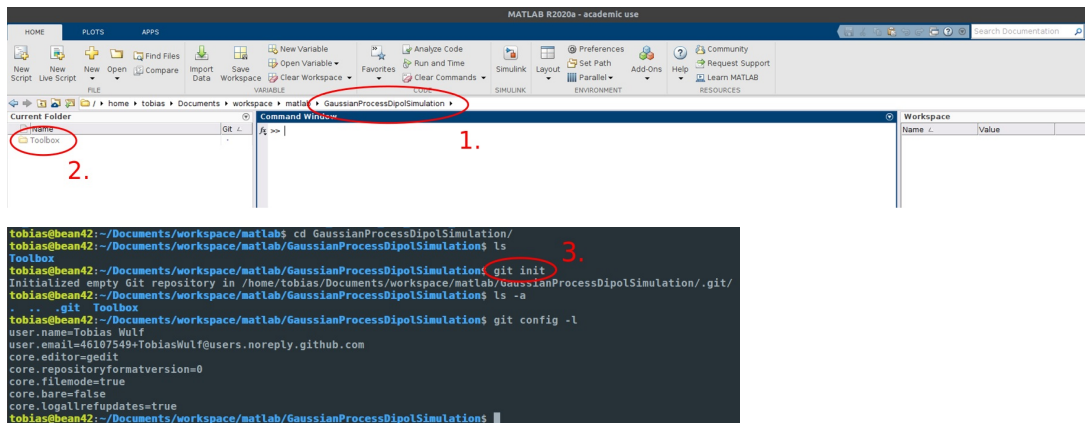 MATLAB R2020a - academic use
HOME PLOTS APPS
Search Documentation
New Script New Live Script New Open Find Files Compare Import Data Save Workspace New Variable Open Variable Clear Workspace Favorites Analyze Code Run and Time Clear Commands Simulink Layout Preferences Set Path Parallel Add-Ons Help Community Request Support Learn MATLAB
FILE VARIABLE CODE SIMULINK ENVIRONMENT RESOURCES
/ home tobias Documents workspace matlab GaussianProcessDipolSimulation
Current Folder Command Window Workspace
Name Git fx >> Name Value
Toolbox
1.
2.
tobias@bean42:~/Documents/workspace/matlab$ cd GaussianProcessDipolSimulation/
tobias@bean42:~/Documents/workspace/matlab/GaussianProcessDipolSimulation$ ls
Toolbox
3.
tobias@bean42:~/Documents/workspace/matlab/GaussianProcessDipolSimulation$ git init
Initialized empty Git repository in /home/tobias/Documents/workspace/matlab/GaussianProcessDipolSimulation/.git/
tobias@bean42:~/Documents/workspace/matlab/GaussianProcessDipolSimulation$ ls -a
. .. .git Toolbox
tobias@bean42:~/Documents/workspace/matlab/GaussianProcessDipolSimulation$ git config -l
user.name=Tobias Wulf
user.email=46107549+TobiasWulf@users.noreply.github.com
core.editor=gedit
core.repositoryformatversion=0
core.filemode=true
core.bare=false
core.logallrefupdates=true
tobias@bean42:~/Documents/workspace/matlab/GaussianProcessDipolSimulation$